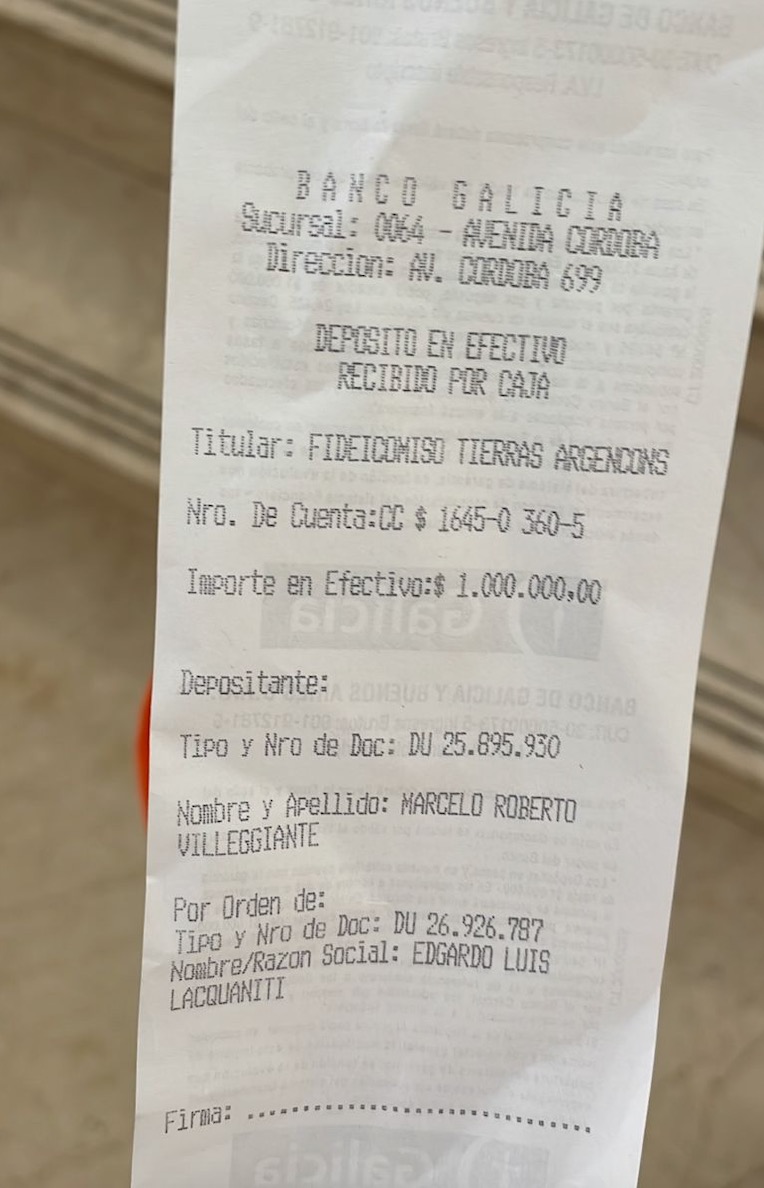 BANCO GALICIA
Sucursal: 0064 - AVENIDA CORDOBA
Direccion: AV. CORDOBA 699
DEPOSITO EN EFECTIVO
RECIBIDO POR CAJA
Titular: FIDEICOMISO TIERRAS ARGENCONS
Nro. De Cuenta:CC $ 1645-0 360-5
Importe en Efectivo:$ 1.000.000,00
Depositante:
Tipo y Nro de Doc: DU 25.895.930
Nombre y Apellido: MARCELO ROBERTO
VILLEGGIANTE
Por Orden de:
Tipo y Nro de Doc: DU 26.926.787
Nombre/Razon Social: EDGARDO LUIS
LACQUANITI
Firma: ..............................